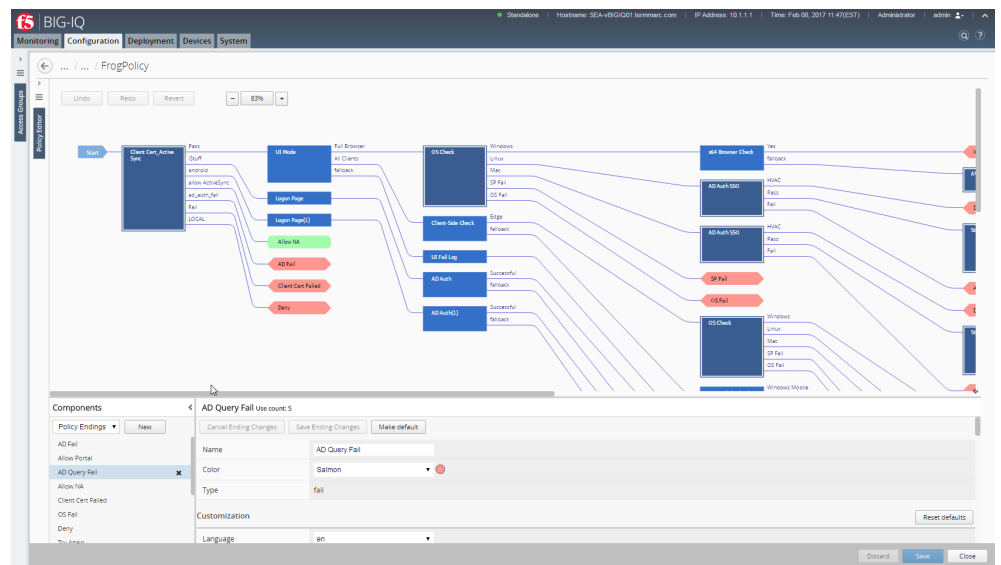 f5 BIG-IQ
Standalone | Hostname: SEA-vBIGIQ01.termmarc.com | IP Address: 10.1.1.1 | Time: Feb 08, 2017 11:47(EST) | Administrator | admin
Monitoring Configuration Deployment Devices System
... / ... / FrogPolicy
Access Groups
Policy Editor
Undo Redo Revert - 83% +
Start
Client Cert_Active Sync
Pass
Gtuff
android
allow ActiveSync
ad_auth_fail
Fail
LOCAL
UI Mode
Full Browser
All Clients
fallback
Logon Page
Logon Page(1)
Allow NA
AD Fail
Client Cert Failed
Deny
OS Check
Windows
Linux
Mac
SP Fail
OS Fail
Client-Side Check
Edge
fallback
UI Fail Log
AD Auth
Successful
fallback
AD Auth(1)
Successful
fallback
x64 Browser Check
Yes
fallback
AD Auth SSO
HVAC
Pass
Fail
AD Auth SSO
HVAC
Pass
Fail
SP Fail
OS Fail
OS Check
Windows
Linux
Mac
SP Fail
OS Fail
Windows Mobile
Components
Policy Endings New
AD Fail
Allow Portal
AD Query Fail
Allow NA
Client Cert Failed
OS Fail
Deny
Try Again
AD Query Fail Use count: 5
Cancel Ending Changes Save Ending Changes Make default
Name AD Query Fail
Color Salmon
Type fail
Customization Reset defaults
Language en
Discard Save Close